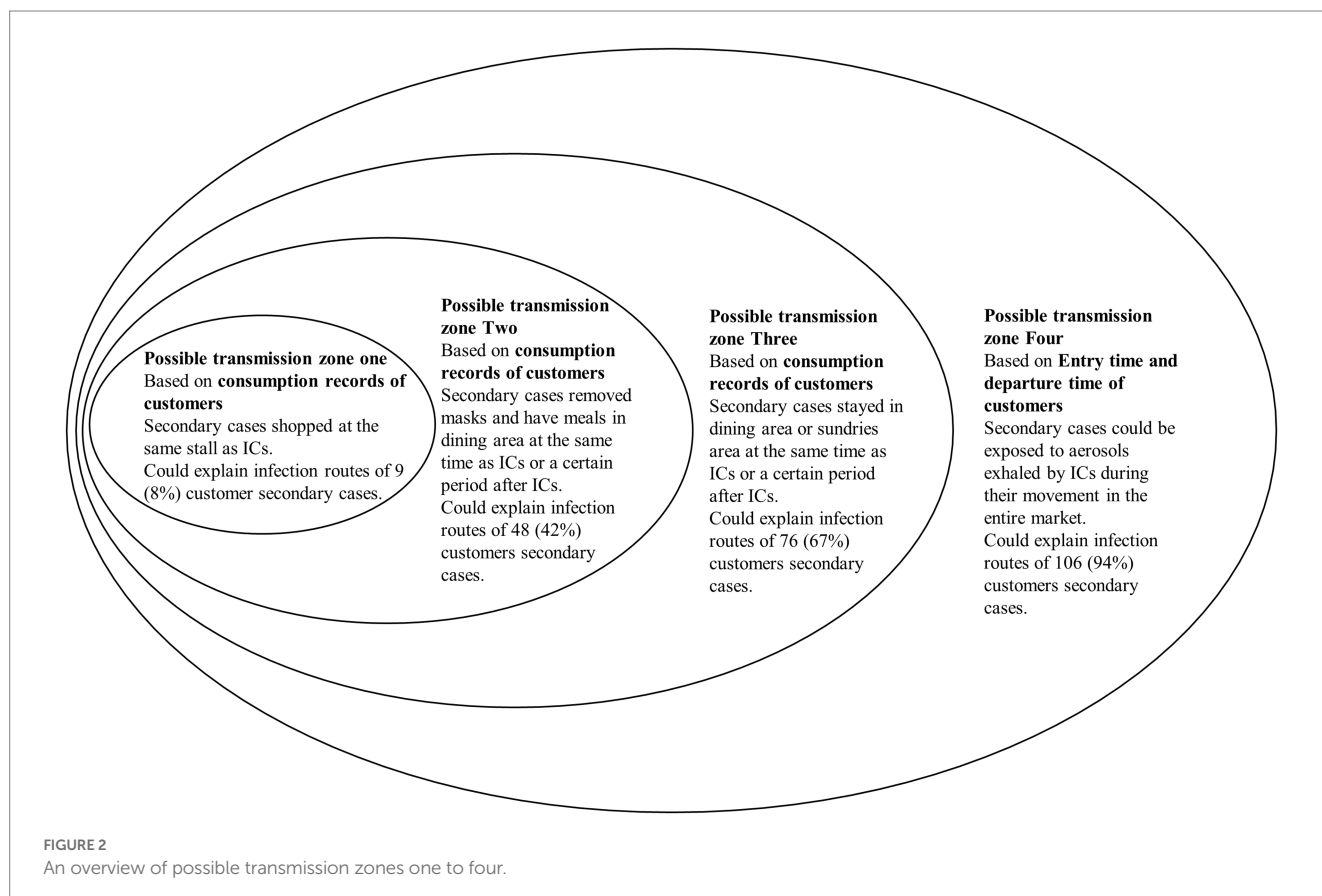 Possible transmission zone one
Based on consumption records of
customers
Secondary cases shopped at the
same stall as ICs.
Could explain infection routes of 9
(8%) customer secondary cases.
Possible transmission
zone Two
Based on consumption
records of customers
Secondary cases removed
masks and have meals in
dining area at the same
time as ICs or a certain
period after ICs.
Could explain infection
routes of 48 (42%)
customers secondary
cases.
Possible transmission
zone Three
Based on consumption
records of customers
Secondary cases stayed in
dining area or sundries
area at the same time as
ICs or a certain period
after ICs.
Could explain infection
routes of 76 (67%)
customers secondary
cases.
Possible transmission
zone Four
Based on Entry time and
departure time of
customers
Secondary cases could be
exposed to aerosols
exhaled by ICs during
their movement in the
entire market.
Could explain infection
routes of 106 (94%)
customers secondary
cases.
FIGURE 2
An overview of possible transmission zones one to four.